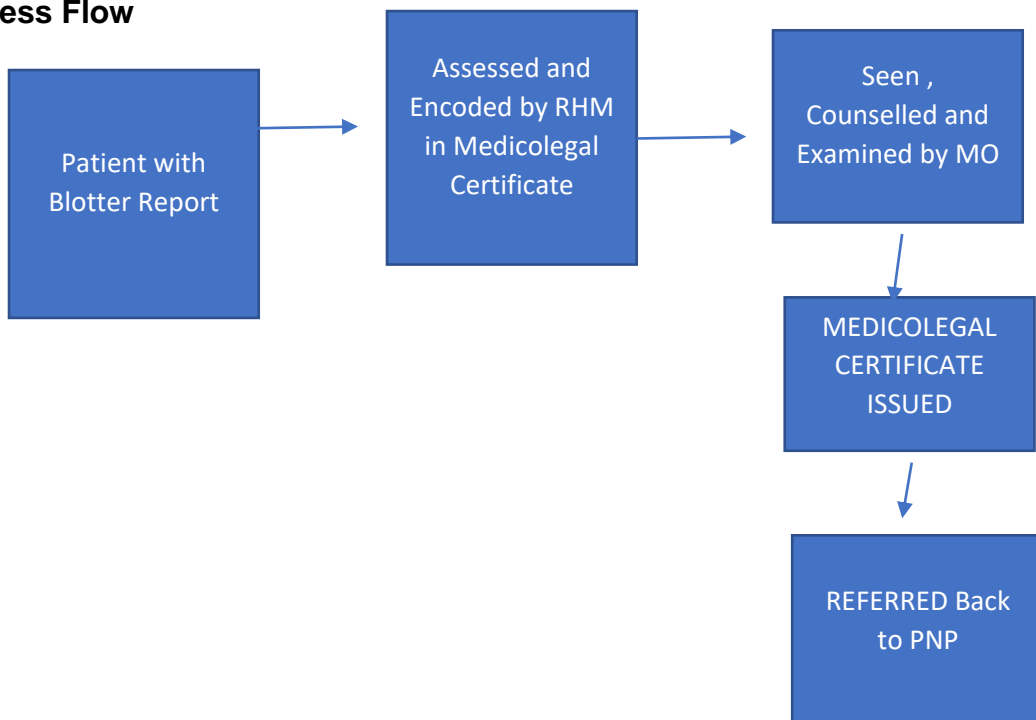 ess Flow
Patient with
Blotter Report
Assessed and
Encoded by RHM
in Medicolegal
Certificate
Seen ,
Counselled and
Examined by MO
MEDICOLEGAL
CERTIFICATE
ISSUED
REFERRED Back
to PNP